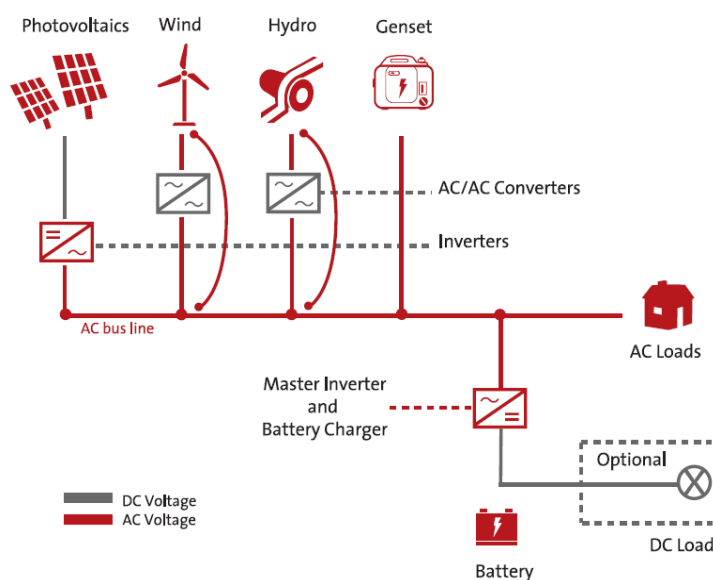 Photovoltaics
Wind
Hydro
Genset
AC/AC Converters
Inverters
AC bus line
AC Loads
Master Inverter
and
Battery Charger
Optional
DC Voltage
AC Voltage
Battery
DC Load